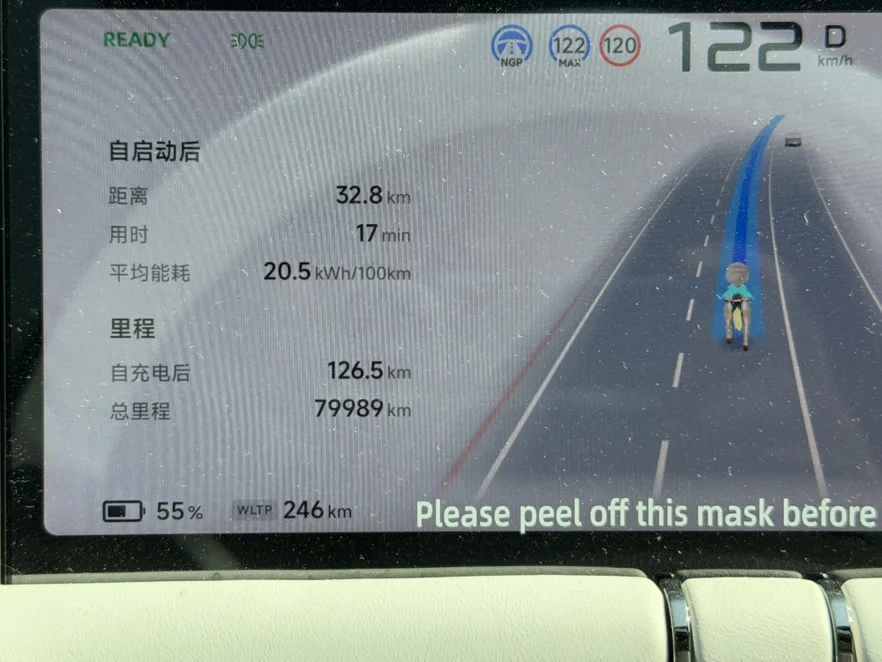 READY
NGP
122
MAX
120
122
D
km/h
自启动后
距离 32.8 km
用时 17 min
平均能耗 20.5 kWh/100km
里程
自充电后 126.5 km
总里程 79989 km
55%
WLTP 246 km
Please peel off this mask before